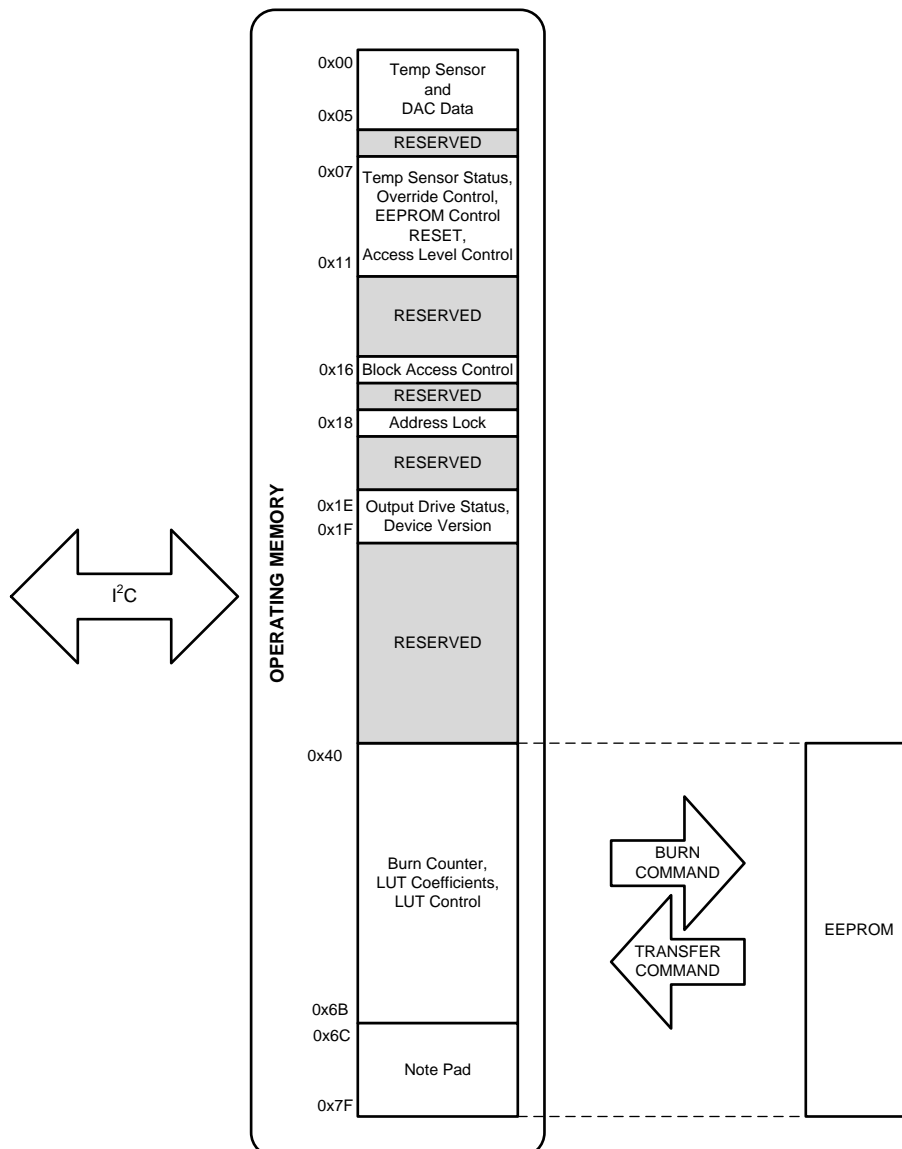 0x00
Temp Sensor
and
DAC Data
0x05
RESERVED
0x07
Temp Sensor Status,
Override Control,
EEPROM Control
RESET,
Access Level Control
0x11
RESERVED
0x16
Block Access Control
RESERVED
0x18
Address Lock
RESERVED
0x1E
Output Drive Status,
0x1F
Device Version
OPERATING MEMORY
I²C
RESERVED
0x40
Burn Counter,
LUT Coefficients,
LUT Control
BURN
COMMAND
TRANSFER
COMMAND
EEPROM
0x6B
0x6C
Note Pad
0x7F